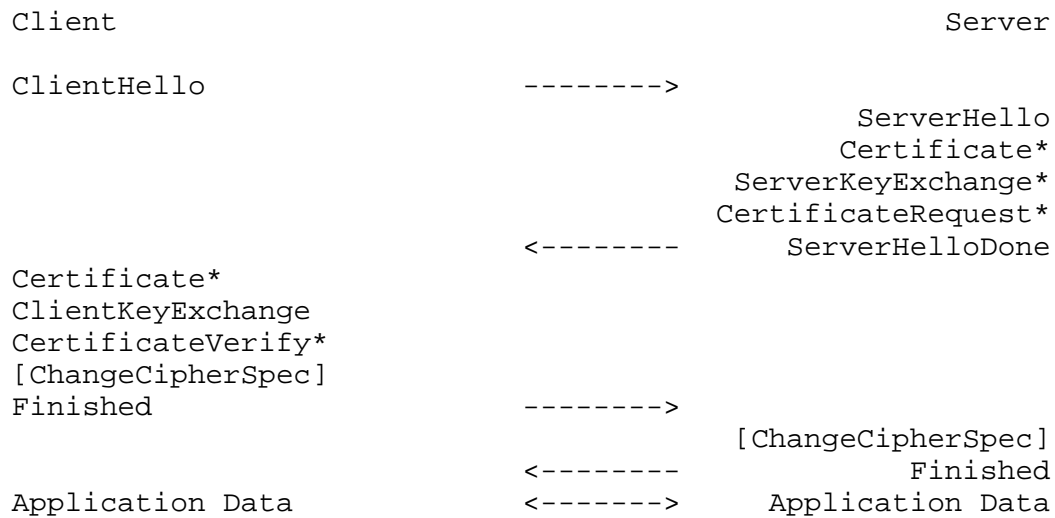 Client Server
ClientHello -------->
ServerHello
Certificate*
ServerKeyExchange*
CertificateRequest*
<-------- ServerHelloDone
Certificate*
ClientKeyExchange
CertificateVerify*
[ChangeCipherSpec]
Finished -------->
[ChangeCipherSpec]
<-------- Finished
Application Data <-------> Application Data